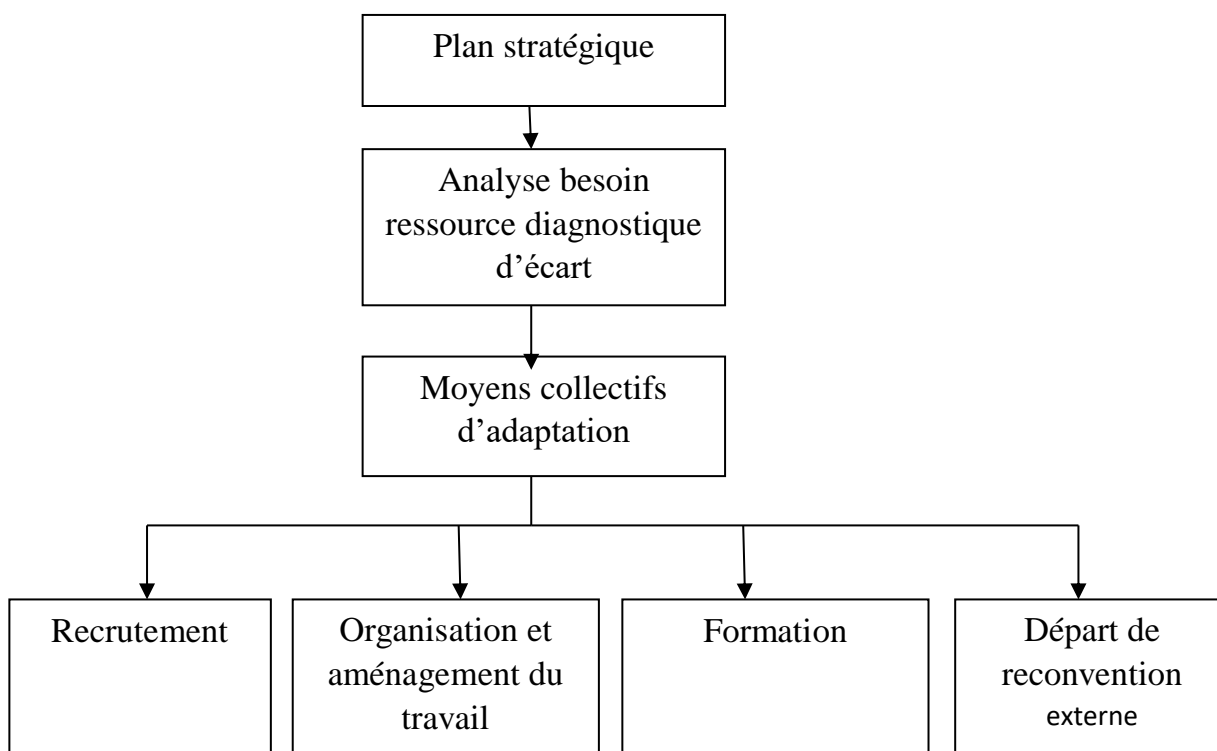 Plan stratégique
Analyse besoin
ressource diagnostique
d’écart
Moyens collectifs
d’adaptation
Recrutement
Organisation et
aménagement du
travail
Formation
Départ de
reconvention
externe